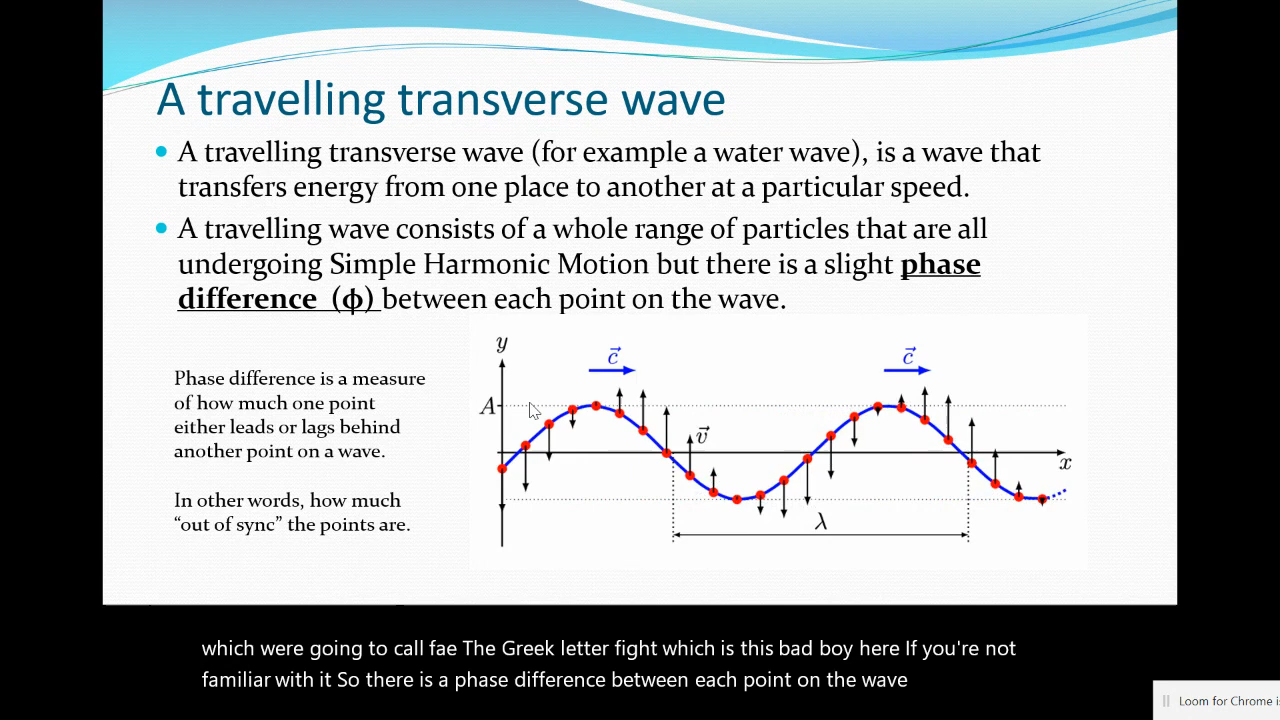 A travelling transverse wave
• A travelling transverse wave (for example a water wave), is a wave that
transfers energy from one place to another at a particular speed.
• A travelling wave consists of a whole range of particles that are all
undergoing Simple Harmonic Motion but there is a slight phase
difference (ϕ) between each point on the wave.
Phase difference is a measure
of how much one point
either leads or lags behind
another point on a wave.
In other words, how much
“out of sync” the points are.
y
c⃗ c⃗
A
v⃗
x
λ
which were going to call fae The Greek letter fight which is this bad boy here If you're not
familiar with it So there is a phase difference between each point on the wave
Loom for Chrome is